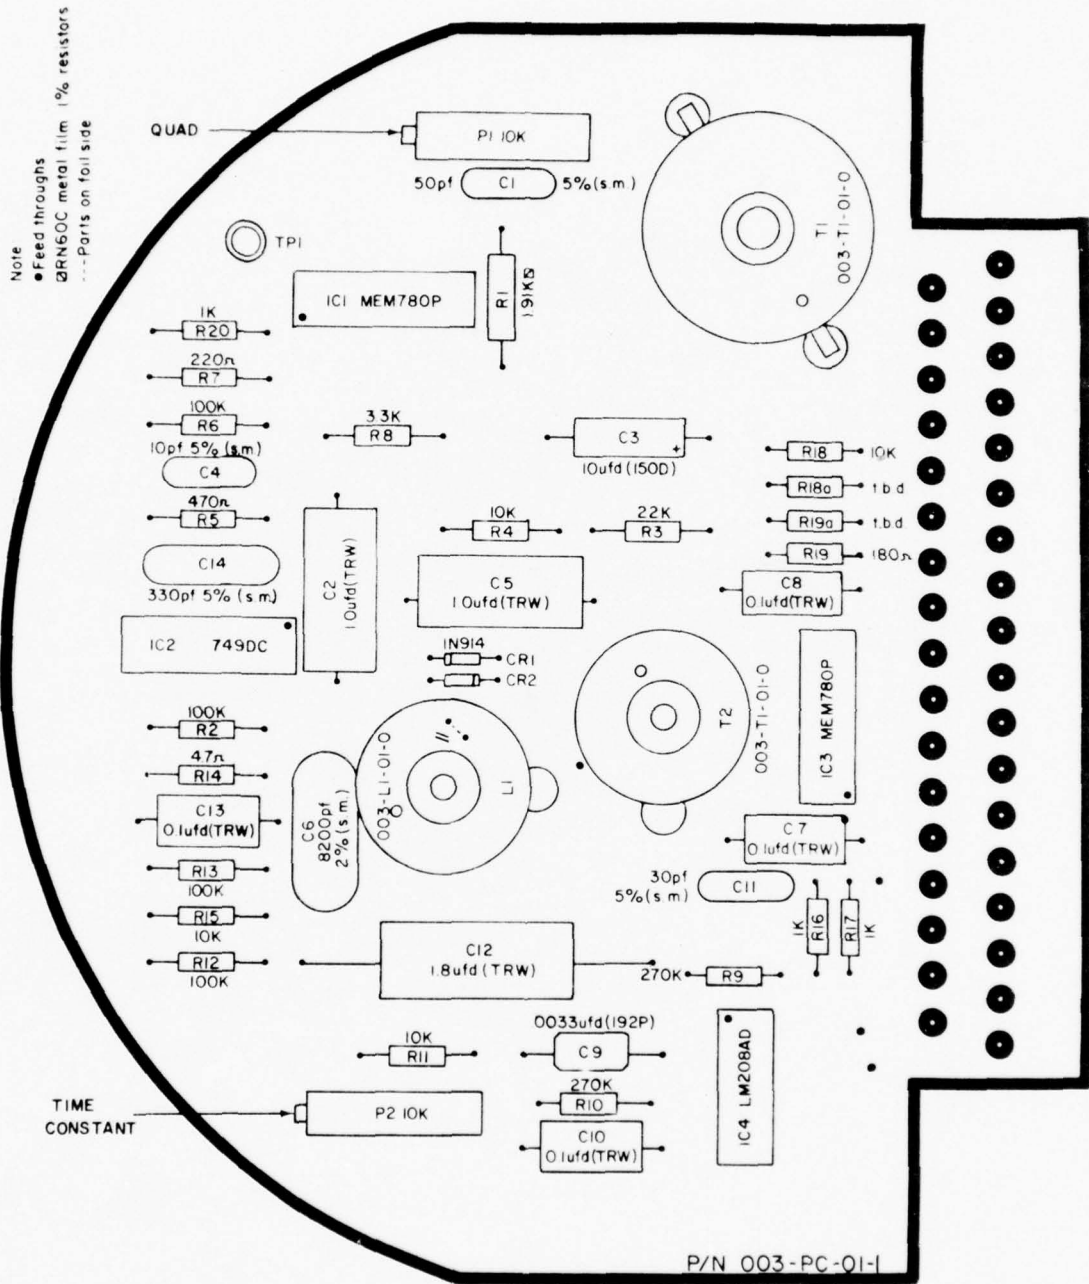 Note
●Feed throughs
⊠RN60C metal film 1% resistors
---Parts on foil side
QUAD
P1 10K
50pf C1 5%(s.m.)
TP1
IC1 MEM780P
R1
1.91K⊠
T1
003-T1-01-0
1K
R20
220Ω
R7
100K
R6
10pf 5% (s.m.)
C4
470Ω
R5
C14
330pf 5% (s.m.)
IC2 749DC
3.3K
R8
C3
+
10ufd(150D)
R18 10K
R18a t.b.d.
R19a t.b.d.
R19 180Ω
10K
R4
22K
R3
C2
1.0ufd(TRW)
C5
1.0ufd(TRW)
C8
0.1ufd(TRW)
1N914
CR1
CR2
T2
003-T1-01-0
IC3 MEM780P
100K
R2
47Ω
R14
C13
0.1ufd(TRW)
R13
100K
R15
10K
R12
100K
C6
8200pf
2%(s.m.)
003-L1-01-0
L1
C7
0.1ufd(TRW)
30pf
5%(s.m)
C11
1K
R16
R17
1K
C12
1.8ufd (TRW)
270K
R9
10K
R11
.0033ufd(192P)
C9
270K
R10
C10
0.1ufd(TRW)
IC4 LM208AD
TIME
CONSTANT
P2 10K
P/N 003-PC-01-1